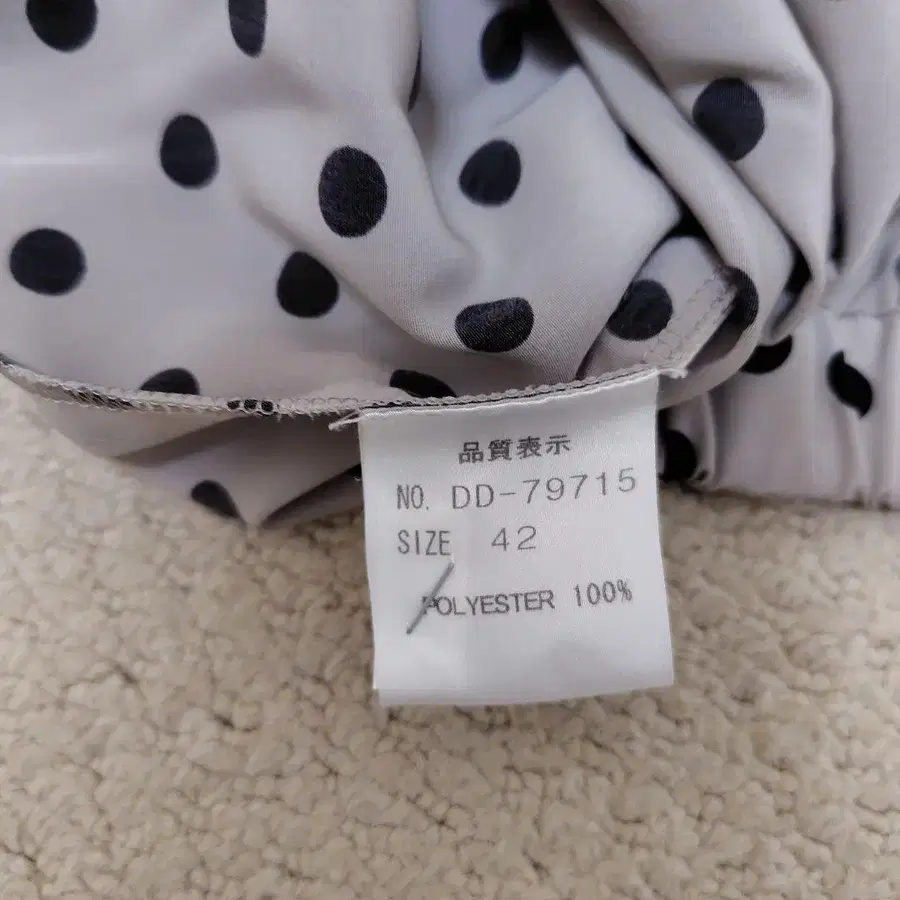 品質表示
NO. DD-79715
SIZE 42
POLYESTER 100%